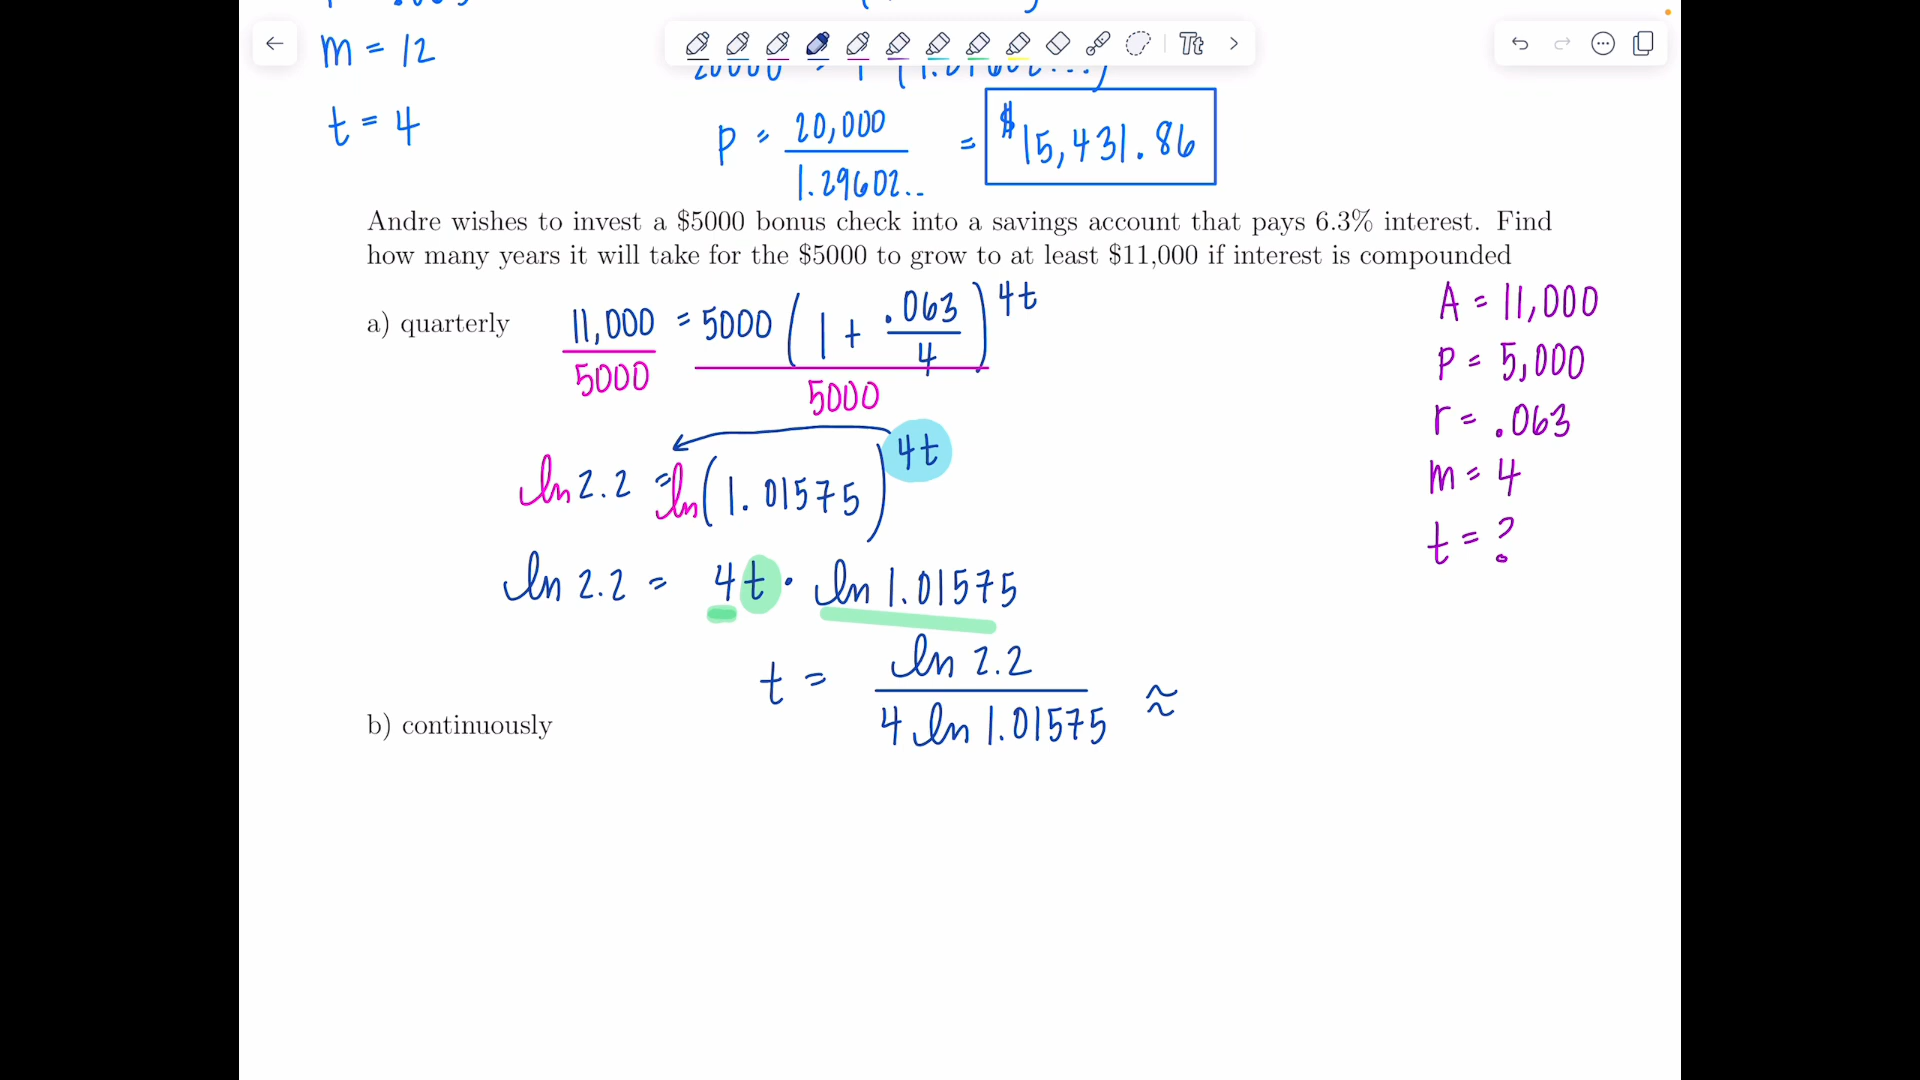 m = 12
t = 4
Tt
P = 20,000 / 1.29602.. = $15,431.86
Andre wishes to invest a $5000 bonus check into a savings account that pays 6.3% interest. Find
how many years it will take for the $5000 to grow to at least $11,000 if interest is compounded
a) quarterly
11,000 / 5000 = 5000 (1 + .063/4)^4t / 5000
ln 2.2 = ln (1.01575)^4t
ln 2.2 = 4t · ln 1.01575
t = ln 2.2 / 4 ln 1.01575 ≈
b) continuously
A = 11,000
P = 5,000
r = .063
m = 4
t = ?